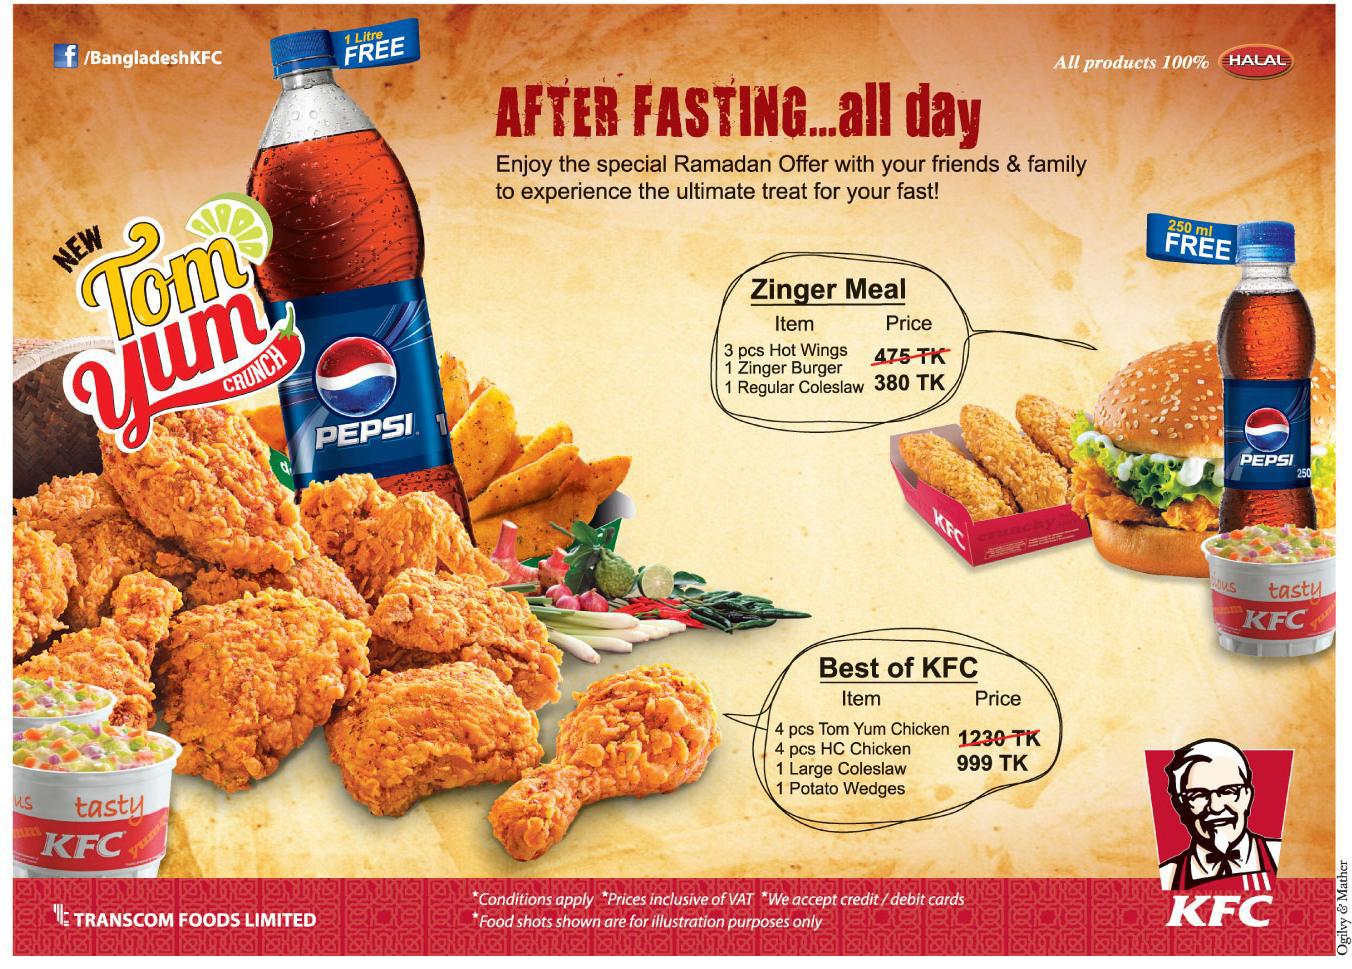 /BangladeshKFC
1 Litre
FREE
All products 100% HALAL
AFTER FASTING...all day
Enjoy the special Ramadan Offer with your friends & family
to experience the ultimate treat for your fast!
NEW
Tom
Yum
CRUNCH
PEPSI
1
250 ml
FREE
Zinger Meal
Item Price
3 pcs Hot Wings
475 TK
1 Zinger Burger
1 Regular Coleslaw
380 TK
KFC
crunchy
PEPSI
250
tasty
KFC
Best of KFC
Item Price
4 pcs Tom Yum Chicken
1230 TK
4 pcs HC Chicken
1 Large Coleslaw
999 TK
1 Potato Wedges
us tasty
KFC
KFC
TRANSCOM FOODS LIMITED
*Conditions apply *Prices inclusive of VAT *We accept credit / debit cards
*Food shots shown are for illustration purposes only
Ogilvy & Mather